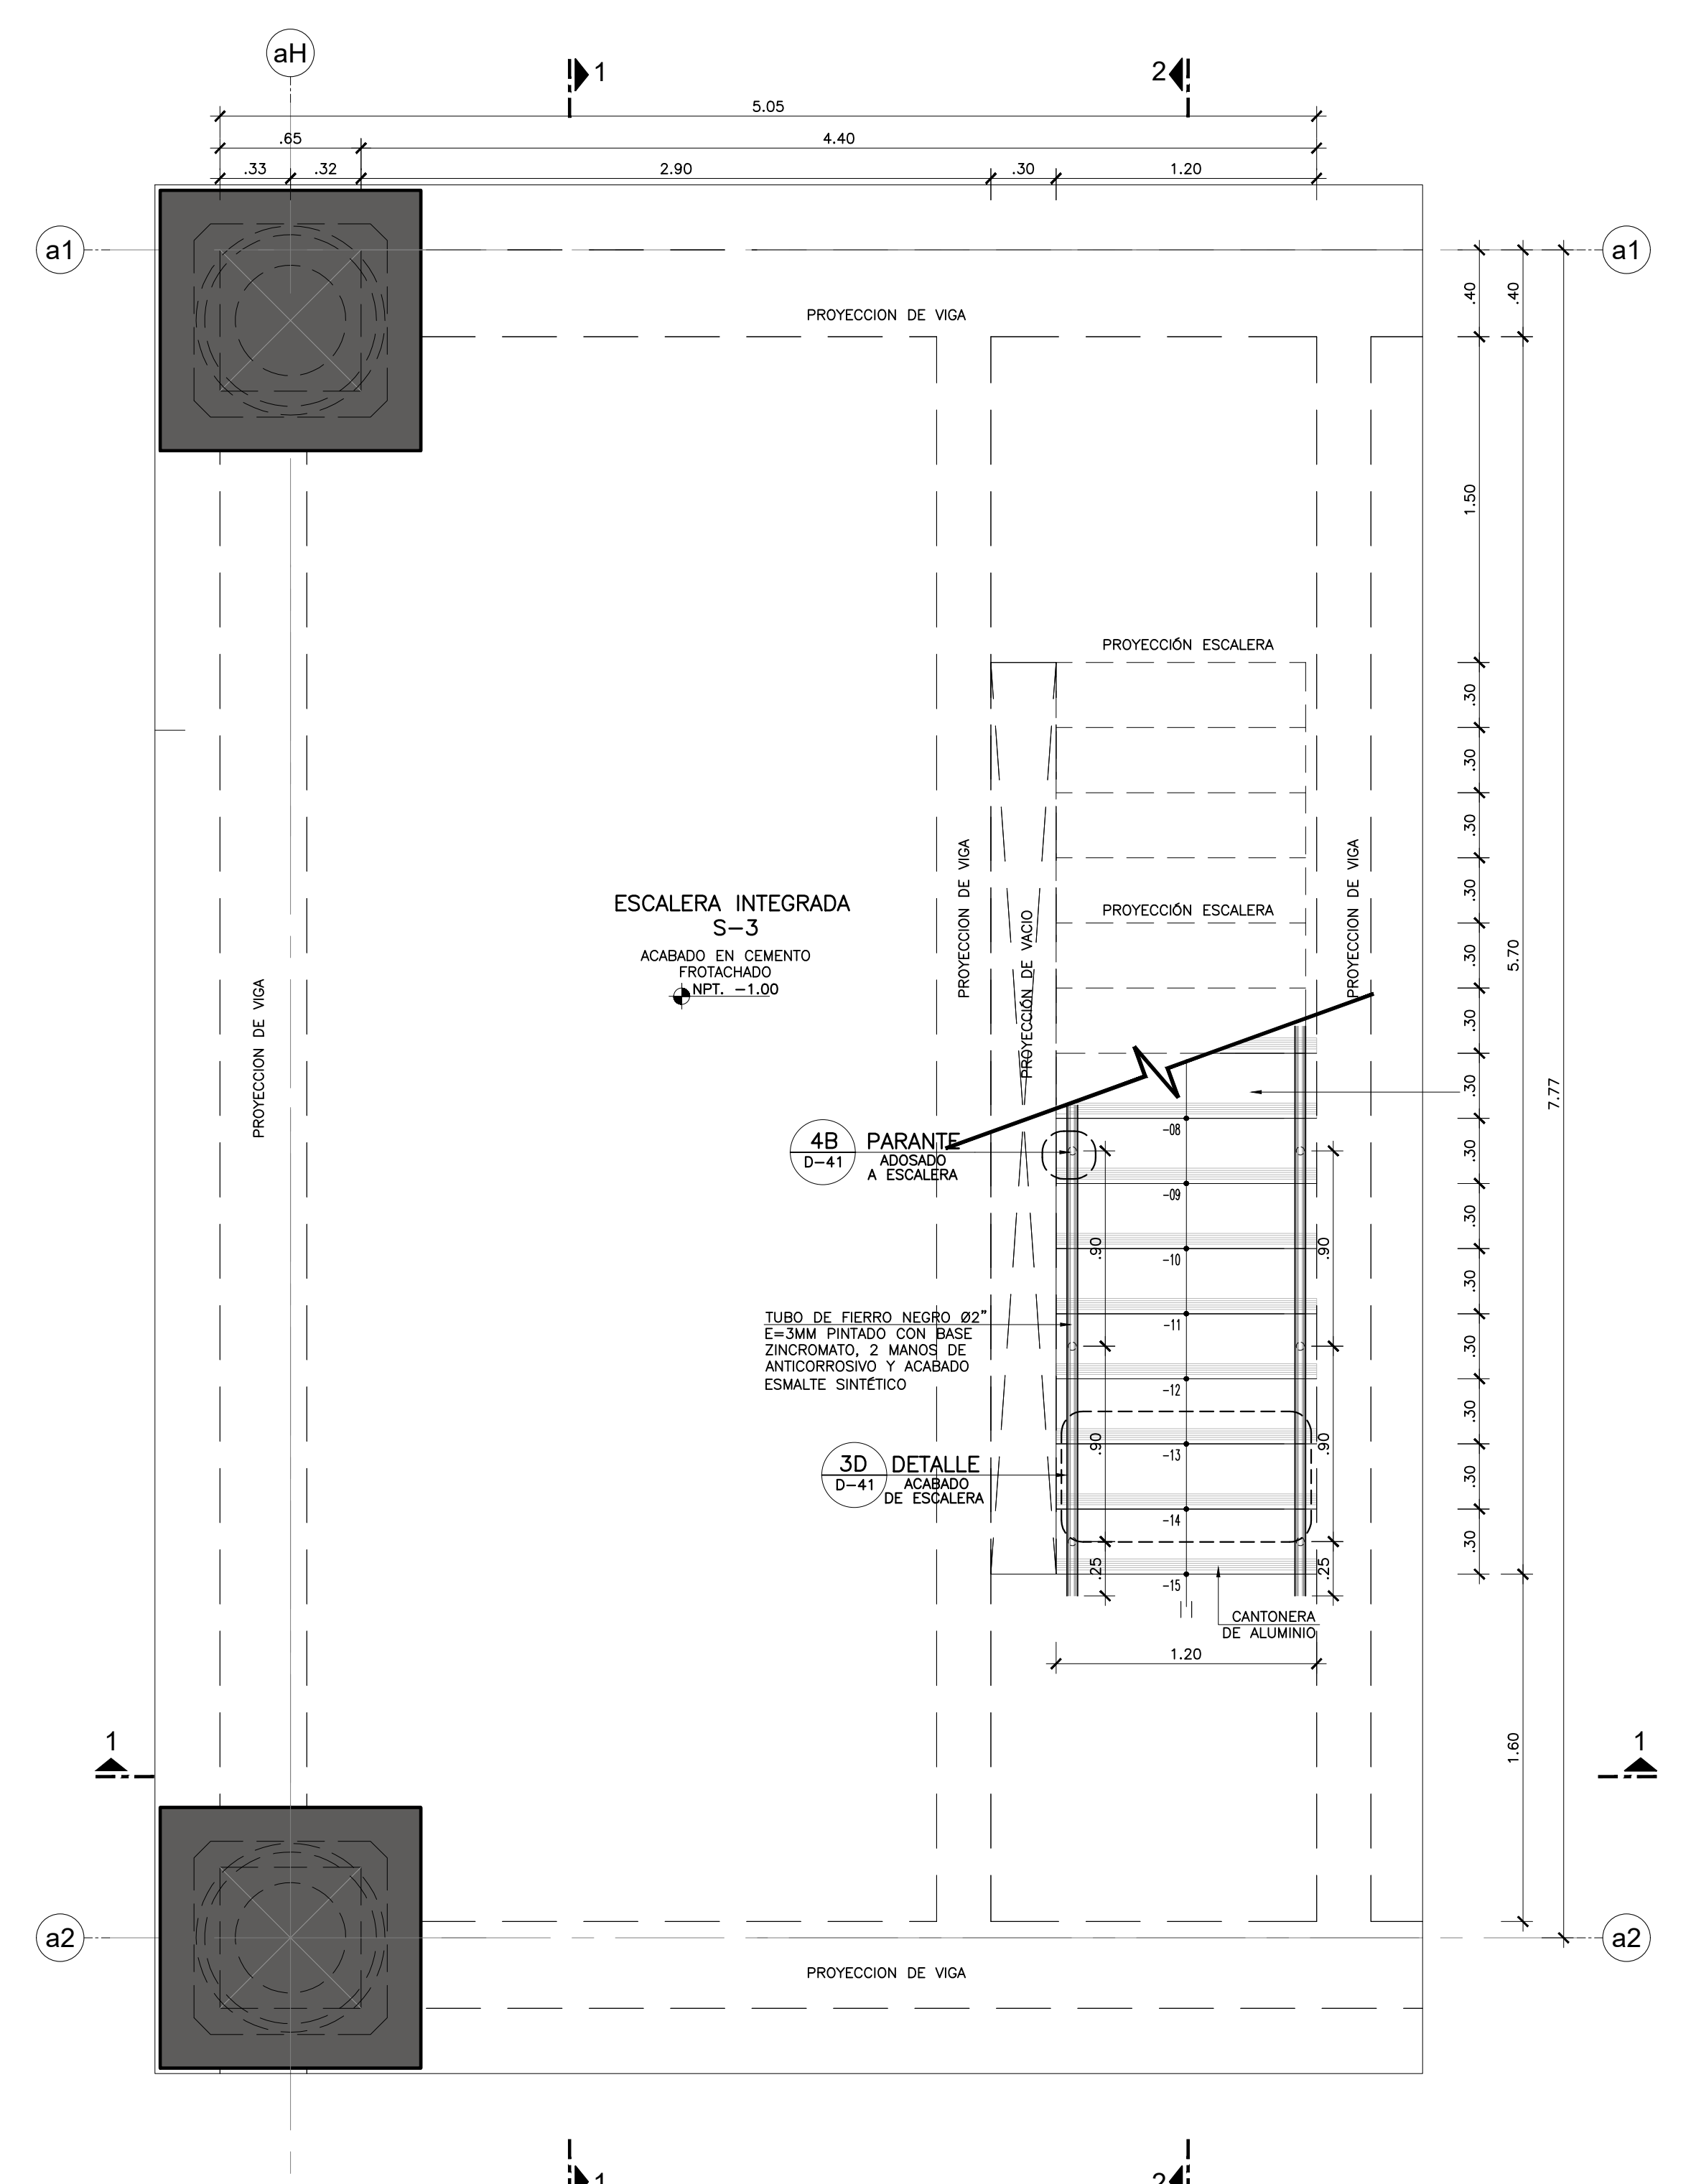 aH
1
2
5.05
.65
4.40
.33
.32
2.90
.30
1.20
a1
a1
.40
.40
PROYECCION DE VIGA
1.50
PROYECCIÓN ESCALERA
.30
.30
.30
.30
PROYECCION DE VIGA
PROYECCION DE VIGA
ESCALERA INTEGRADA
S-3
PROYECCIÓN ESCALERA
PROYECCIÓN DE VACIO
ACABADO EN CEMENTO
FROTACHADO
NPT. -1.00
.30
5.70
PROYECCION DE VIGA
.30
.30
7.77
-08
4B
D-41
PARANTE
ADOSADO
A ESCALERA
.30
-09
.30
.90
.90
-10
.30
TUBO DE FIERRO NEGRO Ø2"
E=3MM PINTADO CON BASE
ZINCROMATO, 2 MANOS DE
ANTICORROSIVO Y ACABADO
ESMALTE SINTÉTICO
-11
.30
-12
.30
.90
.90
-13
3D
D-41
DETALLE
ACABADO
DE ESCALERA
.30
-14
.30
.25
.25
-15
CANTONERA
DE ALUMINIO
1.20
1
1
1.60
a2
a2
PROYECCION DE VIGA
1
2